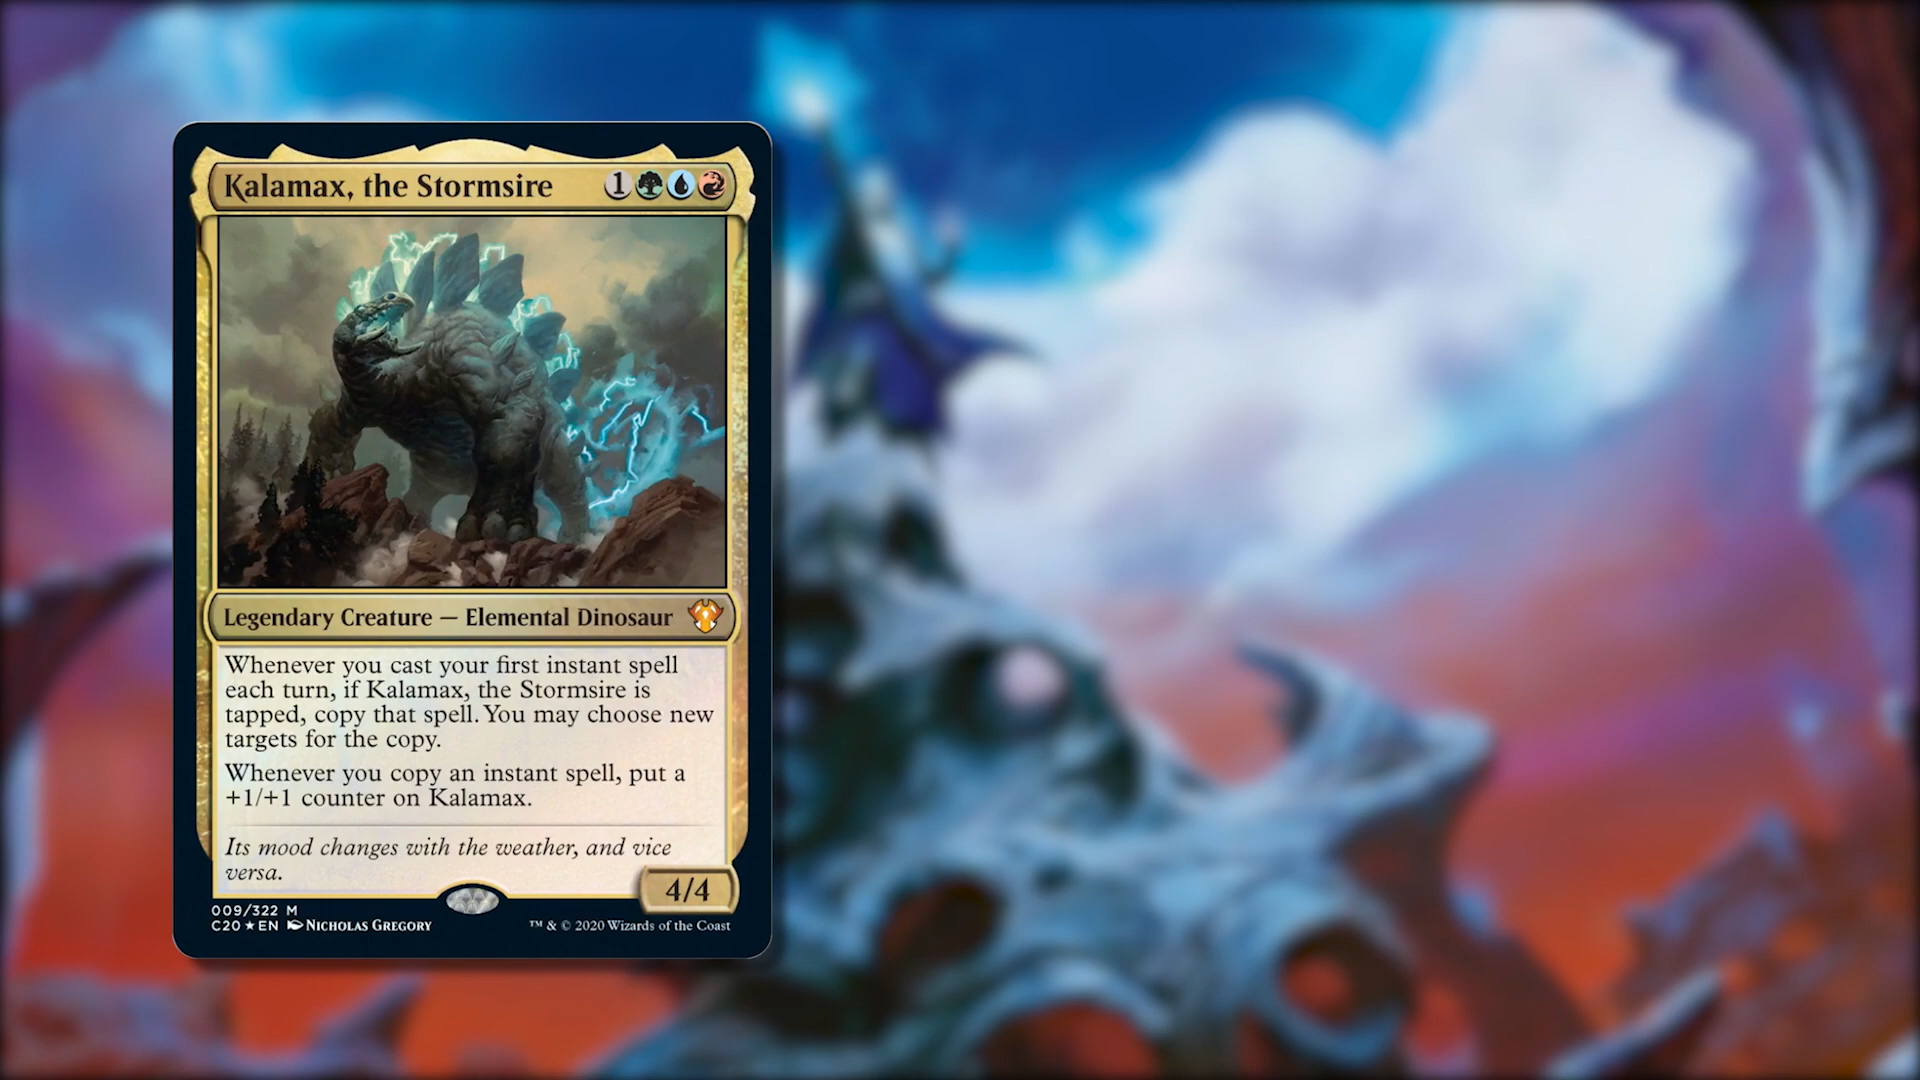 Kalamax, the Stormsire 1
Legendary Creature — Elemental Dinosaur
Whenever you cast your first instant spell
each turn, if Kalamax, the Stormsire is
tapped, copy that spell. You may choose new
targets for the copy.
Whenever you copy an instant spell, put a
+1/+1 counter on Kalamax.
Its mood changes with the weather, and vice
versa.
4/4
009/322 M
C20 ★ EN NICHOLAS GREGORY
™ & © 2020 Wizards of the Coast